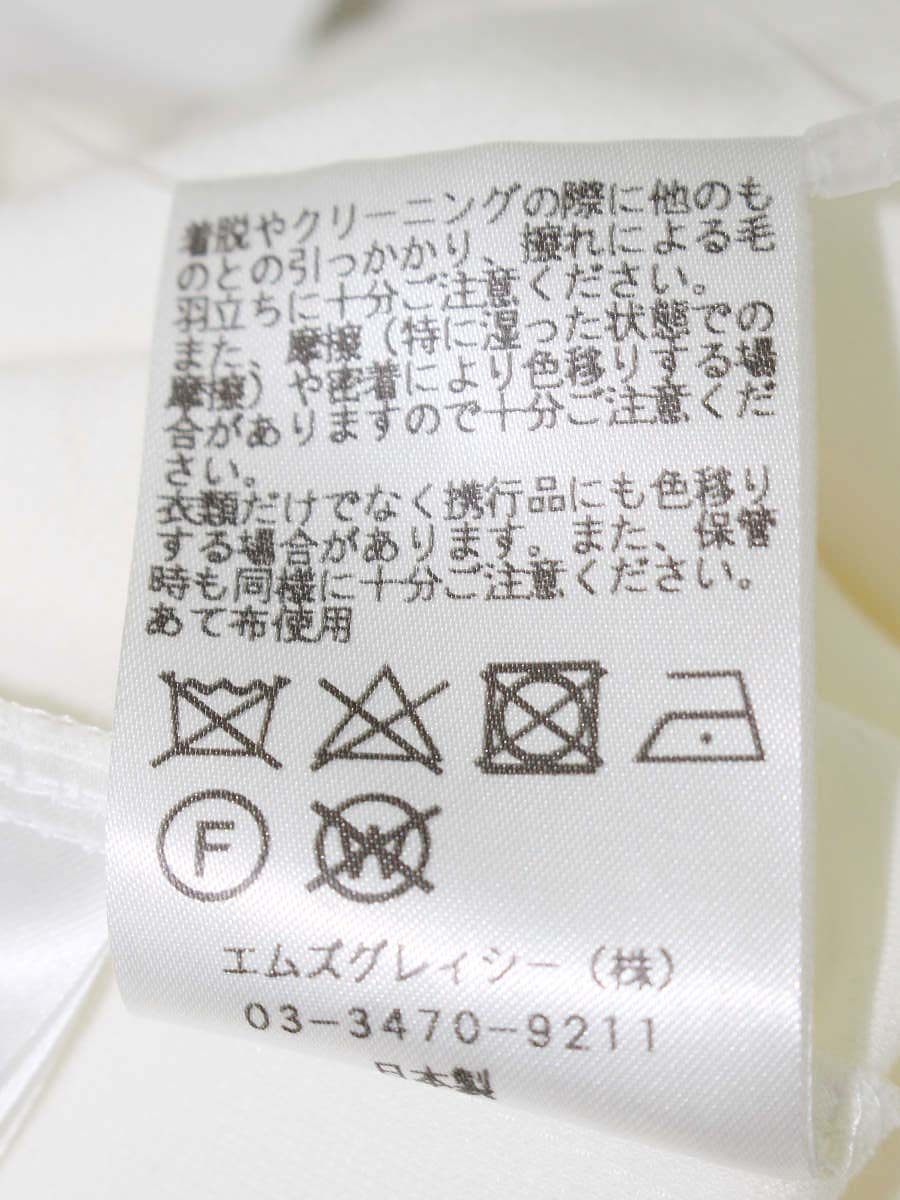 着脱やクリーニングの際に他のも
のとの引っかかり、擦れによる毛
羽立ちに十分ご注意ください。
また、摩擦(特に湿った状態での
摩擦)や密着により色移りする場
合がありますので十分ご注意くだ
さい。
衣類だけでなく携行品にも色移り
する場合があります。また、保管
時も同様に十分ご注意ください。
あて布使用
F
W
エムズグレイシー(株)
03-3470-9211
日本製